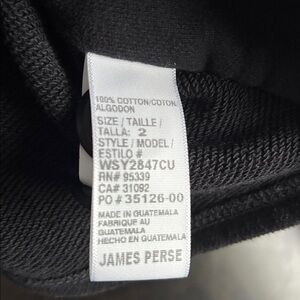 100% COTTON/COTON
ALGODON
SIZE / TAILLE /
TALLA: 2
STYLE / MODEL /
ESTILO #
WSY2847CU
RN# 95339
CA# 31092
PO # 35126-00
MADE IN GUATEMALA
FABRIQUE AU
GUATEMALA
HECHO EN GUATEMALA
JAMES PERSE